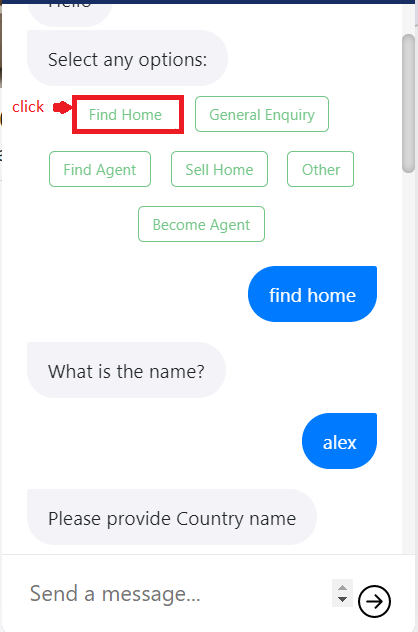 Hello
Select any options:
click
Find Home
General Enquiry
Find Agent
Sell Home
Other
Become Agent
find home
What is the name?
alex
Please provide Country name
Send a message...